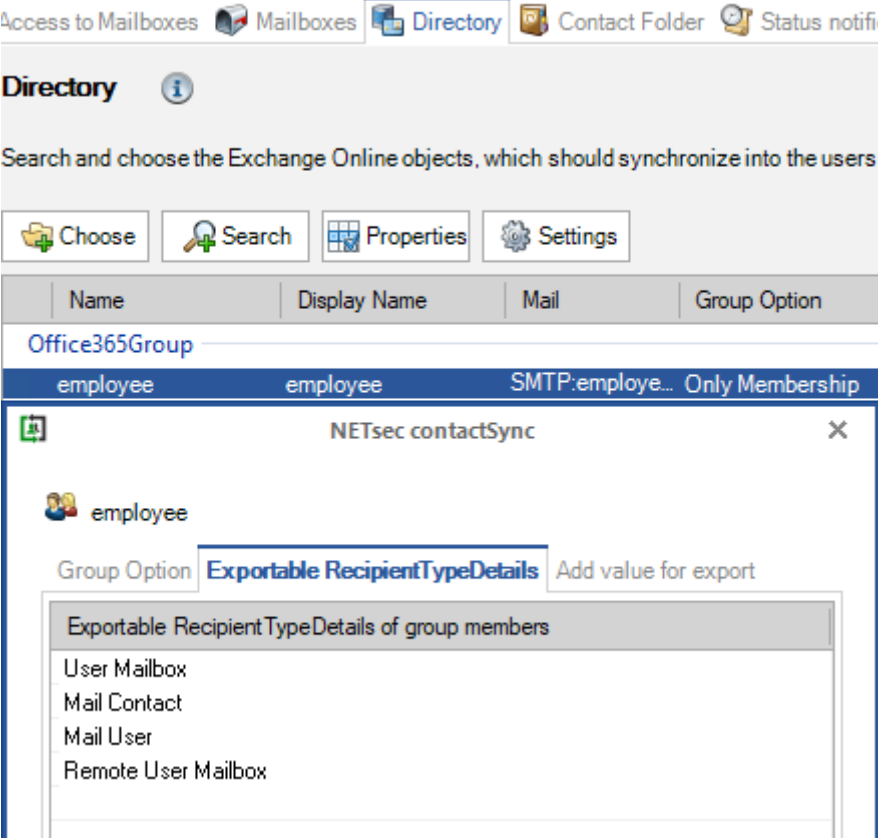 Access to Mailboxes Mailboxes Directory Contact Folder Status notifi
Directory
Search and choose the Exchange Online objects, which should synchronize into the users
Choose Search Properties Settings
Name Display Name Mail Group Option
Office365Group
employee employee SMTP:employe... Only Membership
NETsec contactSync
employee
Group Option Exportable RecipientTypeDetails Add value for export
Exportable RecipientTypeDetails of group members
User Mailbox
Mail Contact
Mail User
Remote User Mailbox